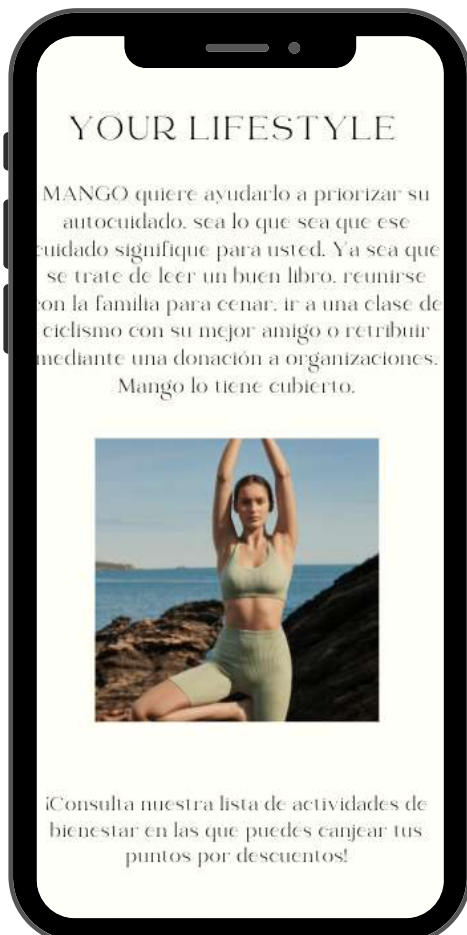 YOUR LIFESTYLE
MANGO quiere ayudarlo a priorizar su
autocuidado, sea lo que sea que ese
cuidado signifique para usted. Ya sea que
se trate de leer un buen libro, reunirse
con la familia para cenar, ir a una clase de
ciclismo con su mejor amigo o retribuir
mediante una donación a organizaciones.
Mango lo tiene cubierto.
¡Consulta nuestra lista de actividades de
bienestar en las que puedes canjear tus
puntos por descuentos!